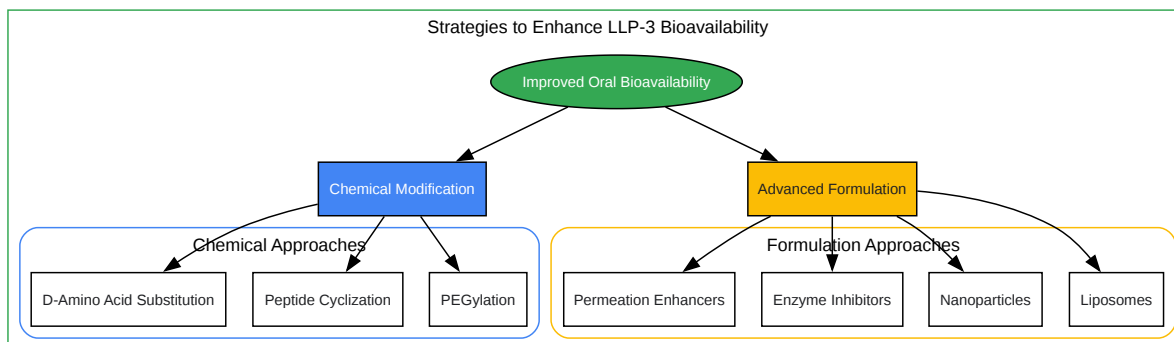 Strategies to Enhance LLP-3 Bioavailability
Improved Oral Bioavailability
Chemical Modification
Advanced Formulation
Chemical Approaches
Formulation Approaches
D-Amino Acid Substitution
Peptide Cyclization
PEGylation
Permeation Enhancers
Enzyme Inhibitors
Nanoparticles
Liposomes